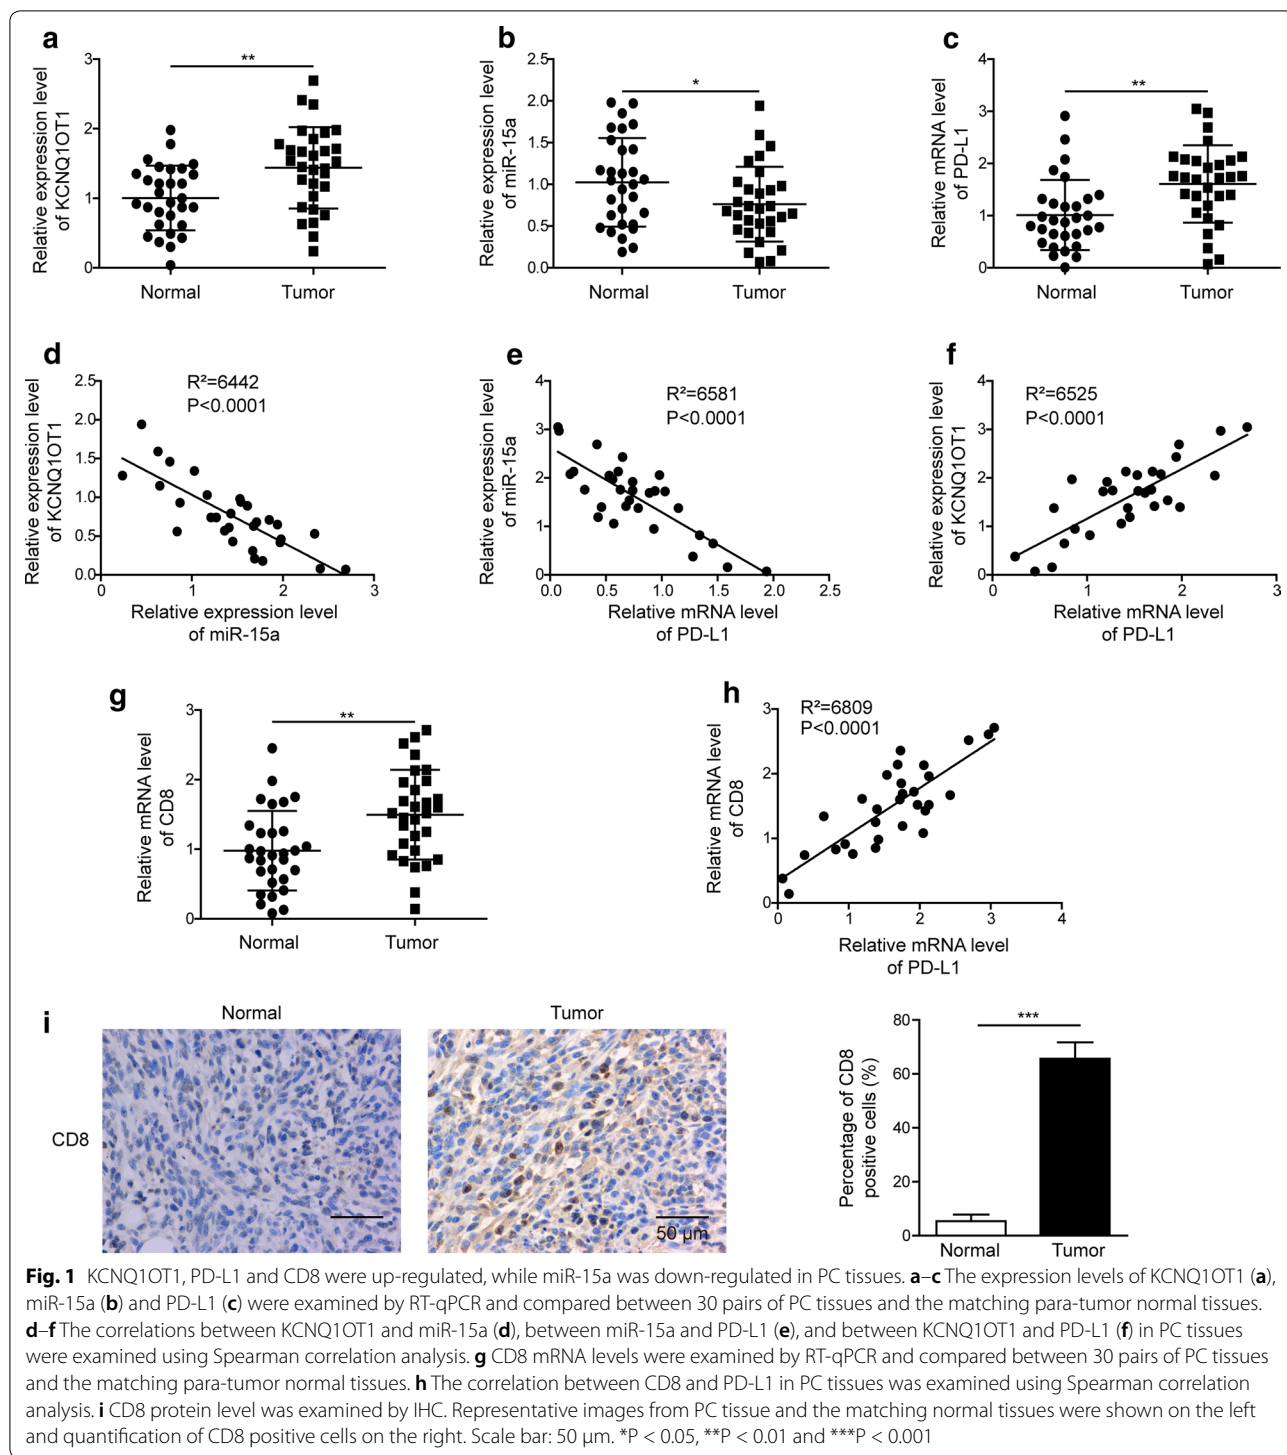 a
**
Relative expression level
of KCNQ1OT1
3
2
1
0
Normal
Tumor
b
*
Relative expression level
of miR-15a
2.5
2.0
1.5
1.0
0.5
0.0
Normal
Tumor
c
**
Relative mRNA level
of PD-L1
4
3
2
1
0
Normal
Tumor
d
R²=6442
P<0.0001
Relative expression level
of KCNQ1OT1
2.5
2.0
1.5
1.0
0.5
0.0
0
1
2
3
Relative expression level
of miR-15a
e
R²=6581
P<0.0001
Relative expression level
of miR-15a
4
3
2
1
0
0.0
0.5
1.0
1.5
2.0
2.5
Relative mRNA level
of PD-L1
f
R²=6525
P<0.0001
Relative expression level
of KCNQ1OT1
4
3
2
1
0
0
1
2
3
Relative mRNA level
of PD-L1
g
**
Relative mRNA level
of CD8
3
2
1
0
Normal
Tumor
h
R²=6809
P<0.0001
Relative mRNA level
of CD8
3
2
1
0
0
1
2
3
4
Relative mRNA level
of PD-L1
i
Normal
Tumor
CD8
50 µm
***
Percentage of CD8
positive cells (%)
80
60
40
20
0
Normal
Tumor
Fig. 1 KCNQ1OT1, PD-L1 and CD8 were up-regulated, while miR-15a was down-regulated in PC tissues. a–c The expression levels of KCNQ1OT1 (a),
miR-15a (b) and PD-L1 (c) were examined by RT-qPCR and compared between 30 pairs of PC tissues and the matching para-tumor normal tissues.
d–f The correlations between KCNQ1OT1 and miR-15a (d), between miR-15a and PD-L1 (e), and between KCNQ1OT1 and PD-L1 (f) in PC tissues
were examined using Spearman correlation analysis. g CD8 mRNA levels were examined by RT-qPCR and compared between 30 pairs of PC tissues
and the matching para-tumor normal tissues. h The correlation between CD8 and PD-L1 in PC tissues was examined using Spearman correlation
analysis. i CD8 protein level was examined by IHC. Representative images from PC tissue and the matching normal tissues were shown on the left
and quantification of CD8 positive cells on the right. Scale bar: 50 μm. *P < 0.05, **P < 0.01 and ***P < 0.001